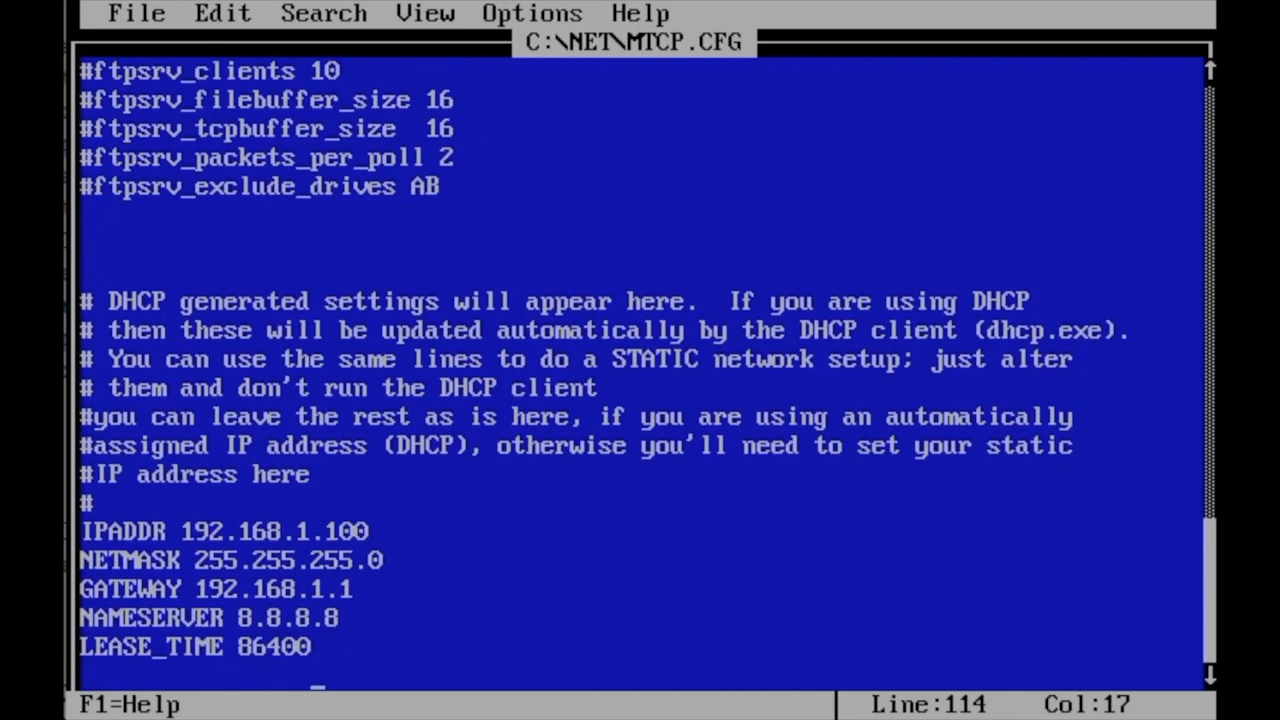 File Edit Search View Options Help
C:\NET\MTCP.CFG
#ftpsrv_clients 10
#ftpsrv_filebuffer_size 16
#ftpsrv_tcpbuffer_size  16
#ftpsrv_packets_per_poll 2
#ftpsrv_exclude_drives AB
# DHCP generated settings will appear here.  If you are using DHCP
# then these will be updated automatically by the DHCP client (dhcp.exe).
# You can use the same lines to do a STATIC network setup; just alter
# them and don't run the DHCP client
#you can leave the rest as is here, if you are using an automatically
#assigned IP address (DHCP), otherwise you'll need to set your static
#IP address here
#
IPADDR 192.168.1.100
NETMASK 255.255.255.0
GATEWAY 192.168.1.1
NAMESERVER 8.8.8.8
LEASE_TIME 86400
F1=Help Line:114 Col:17